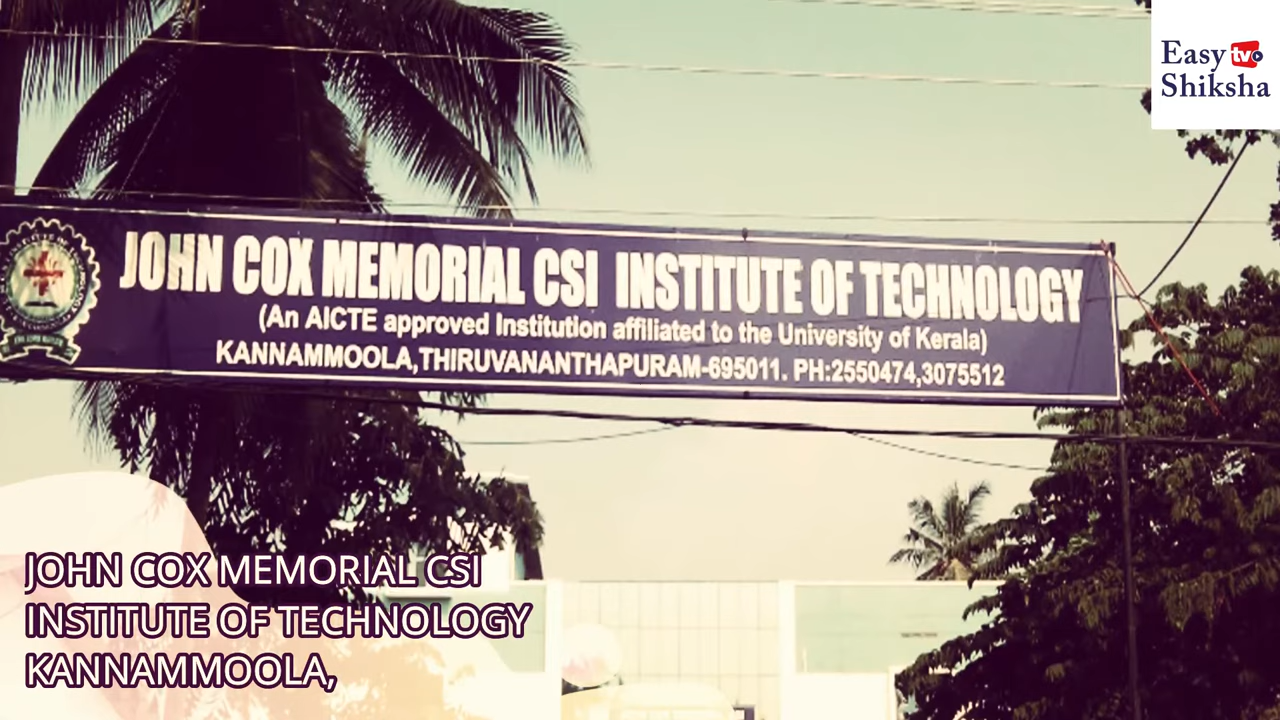 Easy tv
Shiksha
JOHN COX MEMORIAL CSI INSTITUTE OF TECHNOLOGY
(An AICTE approved Institution affiliated to the University of Kerala)
KANNAMMOOLA,THIRUVANANTHAPURAM-695011. PH:2550474,3075512
JOHN COX MEMORIAL CSI
INSTITUTE OF TECHNOLOGY
KANNAMMOOLA,